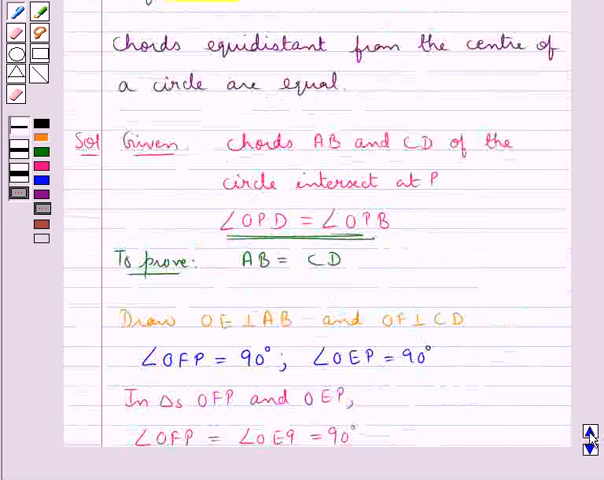 Chords equidistant from the centre of
a circle are equal.
Sol Given. Chords AB and CD of the
circle intersect at P
∠OPD = ∠OPB
To prove: AB = CD
Draw OE ⊥ AB and OF ⊥ CD
∠OFP = 90°; ∠OEP = 90°
In Δs OFP and OEP,
∠OFP = ∠OE9 = 90°